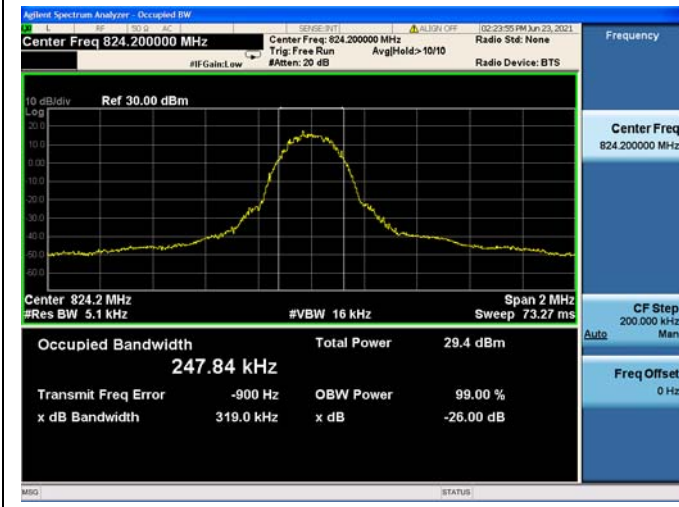 Agilent Spectrum Analyzer - Occupied BW
L RF 50 Ω AC SENSE:INT ALIGN OFF 02:23:55 PM Jun 23, 2021
Center Freq 824.200000 MHz
Center Freq: 824.200000 MHz
Radio Std: None
Trig: Free Run Avg|Hold:>10/10
#IFGain:Low #Atten: 20 dB Radio Device: BTS
10 dB/div Ref 30.00 dBm
Log
20.0
10.0
0.00
-10.0
-20.0
-30.0
-40.0
-50.0
-60.0
Center 824.2 MHz Span 2 MHz
#Res BW 5.1 kHz #VBW 16 kHz Sweep 73.27 ms
Occupied Bandwidth Total Power 29.4 dBm
247.84 kHz
Transmit Freq Error -900 Hz OBW Power 99.00 %
x dB Bandwidth 319.0 kHz x dB -26.00 dB
MSG STATUS
Frequency
Center Freq
824.200000 MHz
CF Step
200.000 kHz
Auto Man
Freq Offset
0 Hz